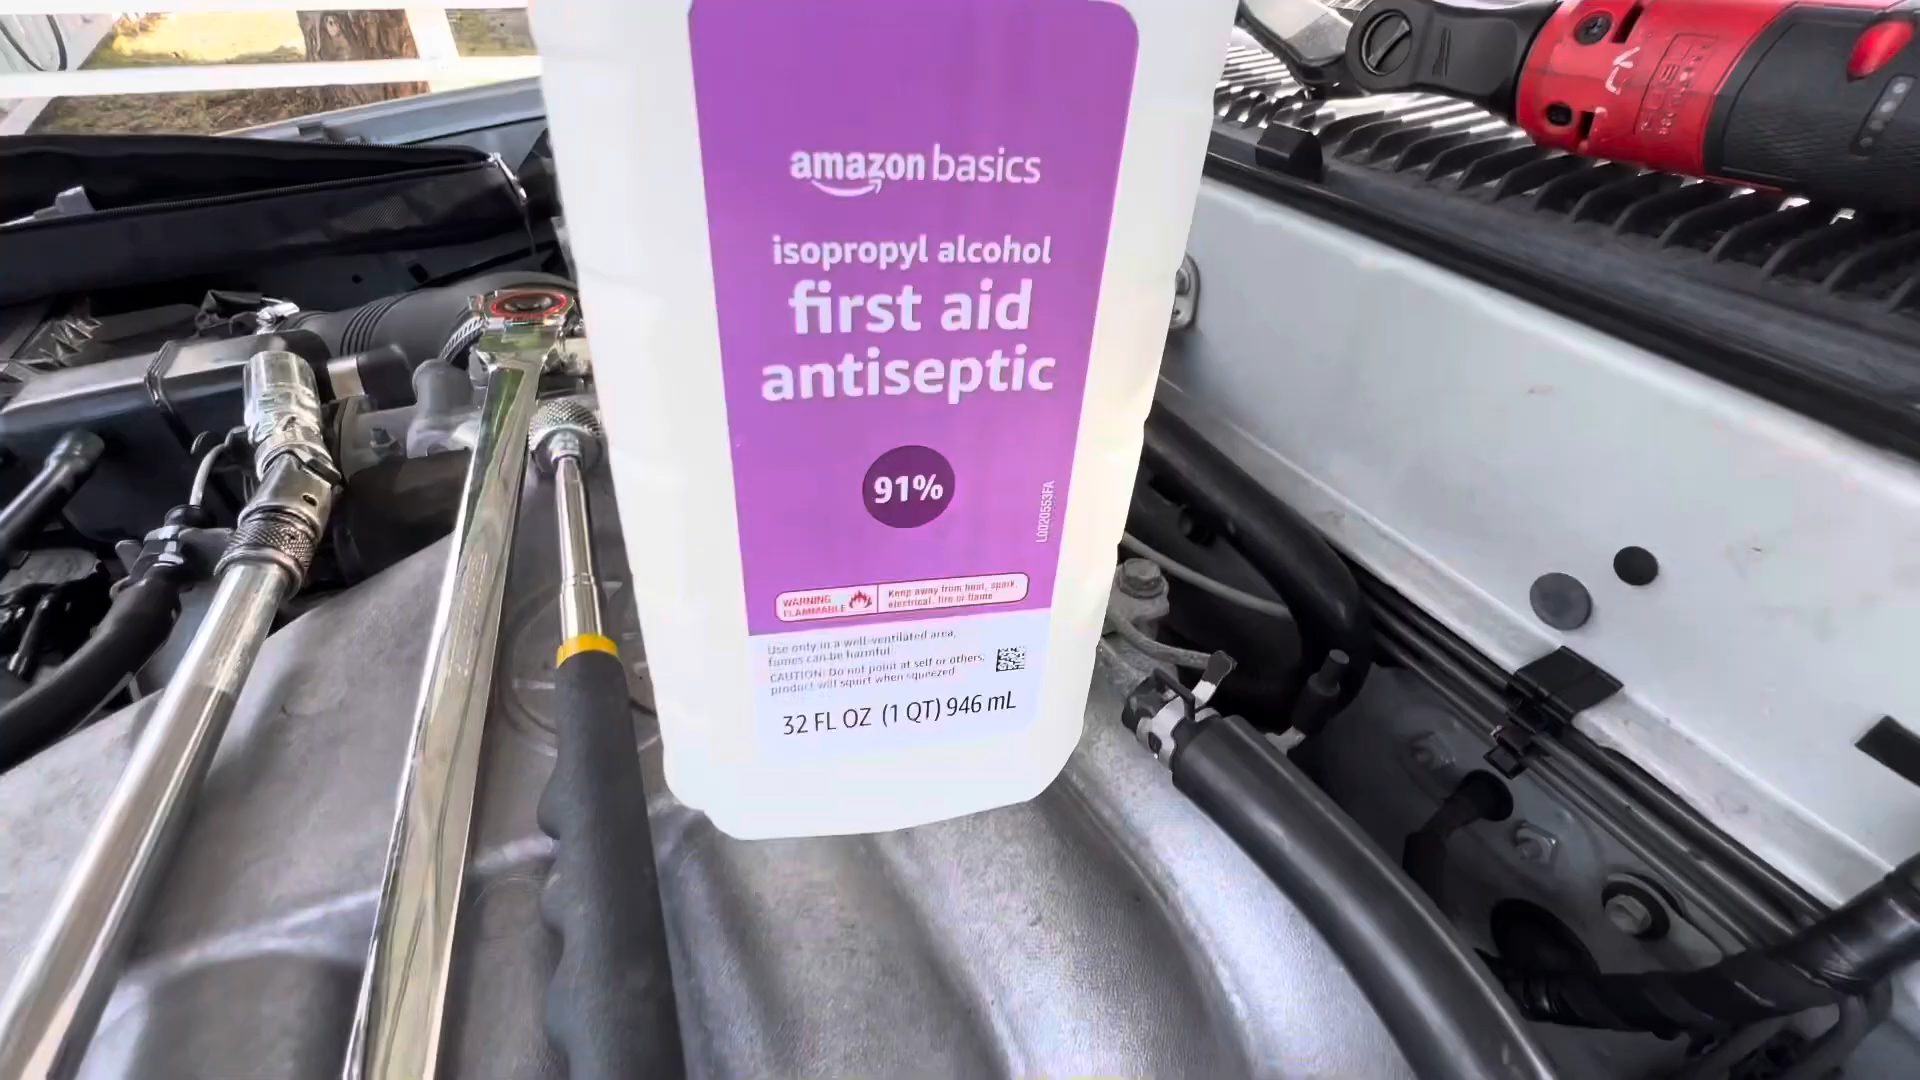 amazon basics
isopropyl alcohol
first aid
antiseptic
91%
L0020553FA
WARNING
FLAMMABLE
Keep away from heat, spark,
electrical, fire or flame
Use only in a well-ventilated area,
fumes can be harmful
CAUTION: Do not point at self or others,
product will squirt when squeezed
32 FL OZ (1 QT) 946 mL